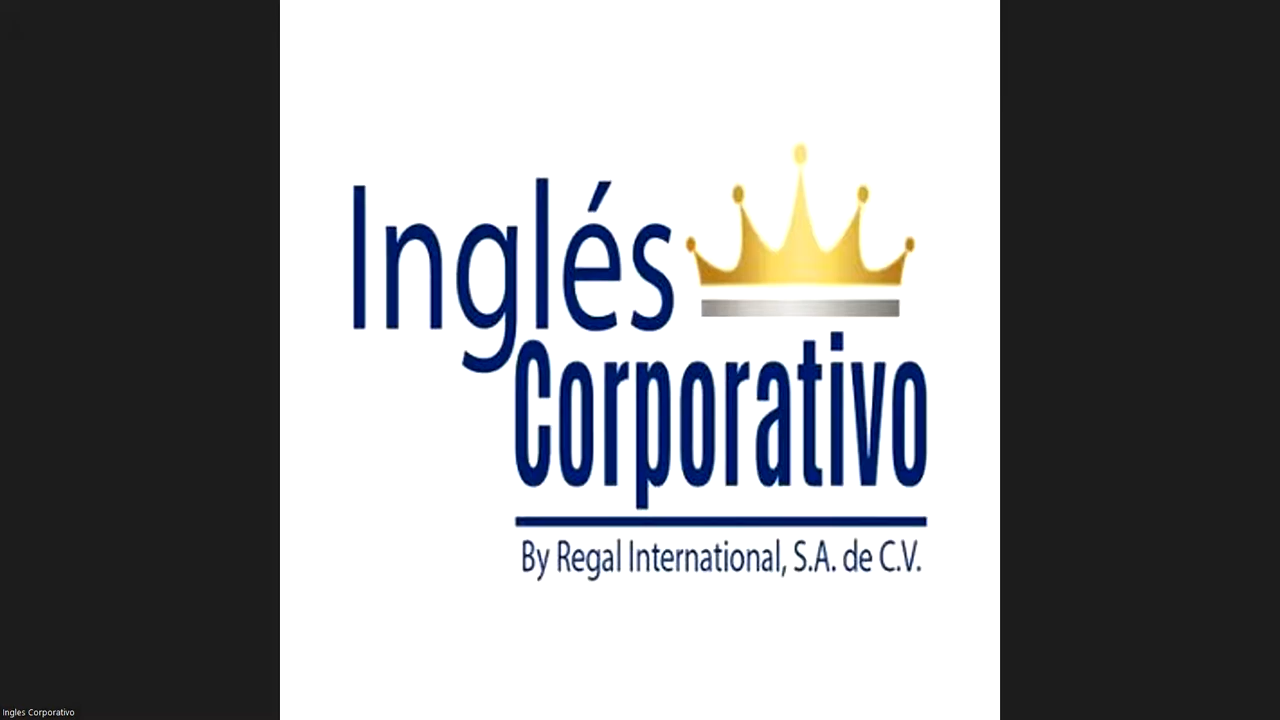 Inglés
Corporativo
By Regal International, S.A. de C.V.
Ingles Corporativo